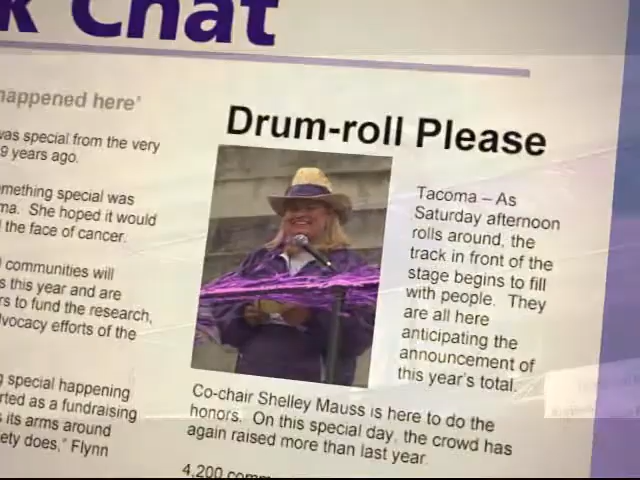 k Chat
happened here"
was special from the very
9 years ago.
mething special was
ma. She hoped it would
the face of cancer.
communities will
s this year and are
rs to fund the research,
vocacy efforts of the
g special happening
rted as a fundraising
s its arms around
ety does," Flynn
Drum-roll Please
Tacoma – As
Saturday afternoon
rolls around, the
track in front of the
stage begins to fill
with people. They
are all here
anticipating the
announcement of
this year's total.
Co-chair Shelley Mauss is here to do the
honors. On this special day, the crowd has
again raised more than last year.
4,200 comm